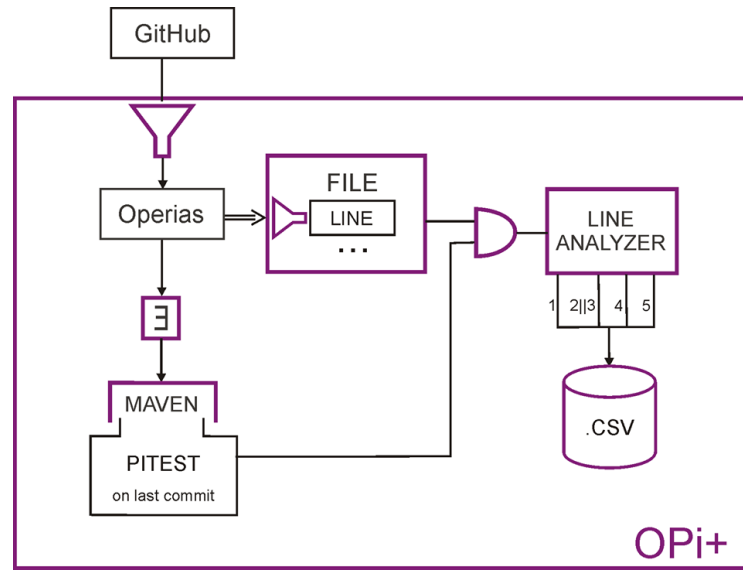 GitHub
Operias
FILE
LINE
...
LINE
ANALYZER
1 2||3 4 5
∃
MAVEN
PITEST
on last commit
.CSV
OPi+